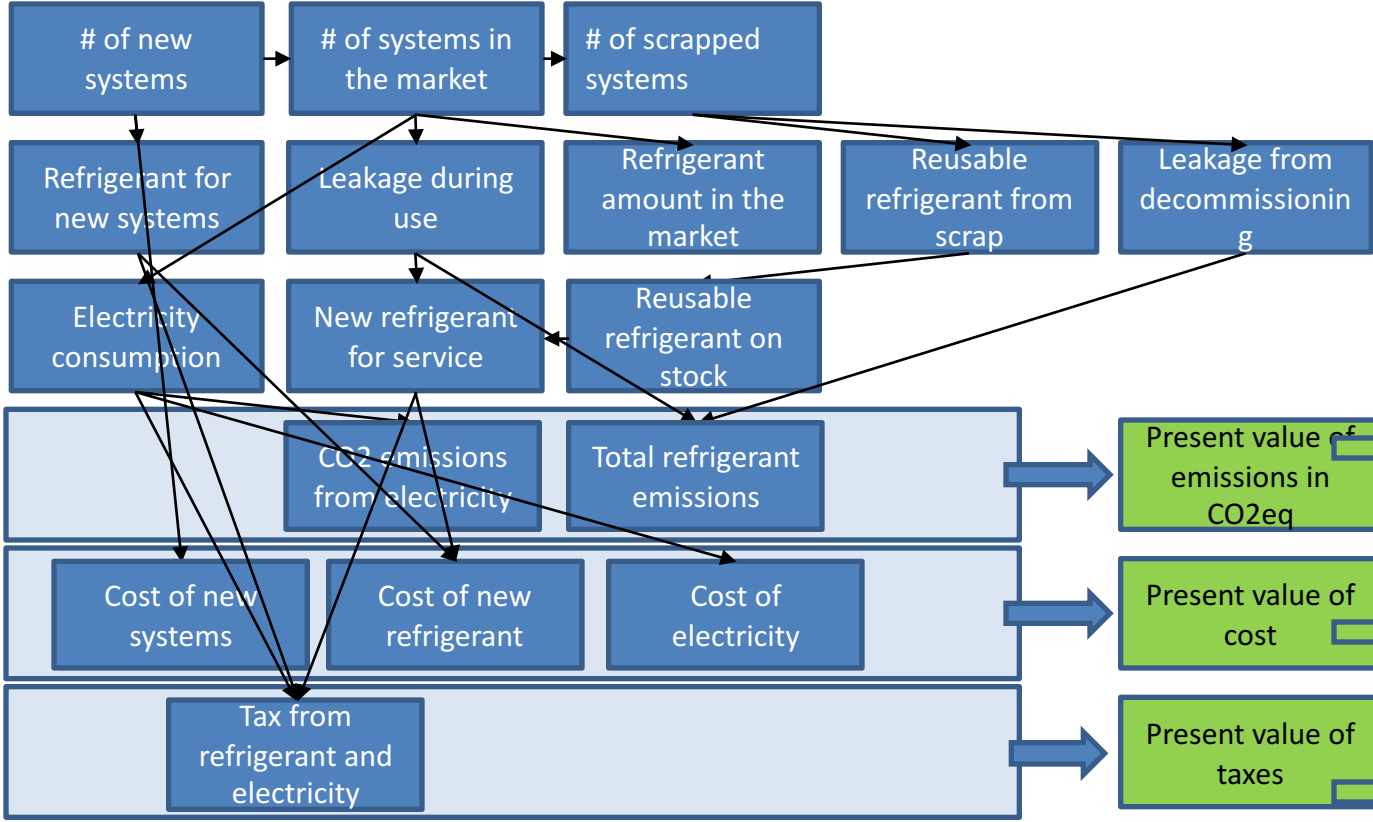 # of new
systems
# of systems in
the market
# of scrapped
systems
Refrigerant for
new systems
Leakage during
use
Refrigerant
amount in the
market
Reusable
refrigerant from
scrap
Leakage from
decommissionin
g
Electricity
consumption
New refrigerant
for service
Reusable
refrigerant on
stock
CO2 emissions
from electricity
Total refrigerant
emissions
Present value of
emissions in
CO2eq
Cost of new
systems
Cost of new
refrigerant
Cost of
electricity
Present value of
cost
Tax from
refrigerant and
electricity
Present value of
taxes